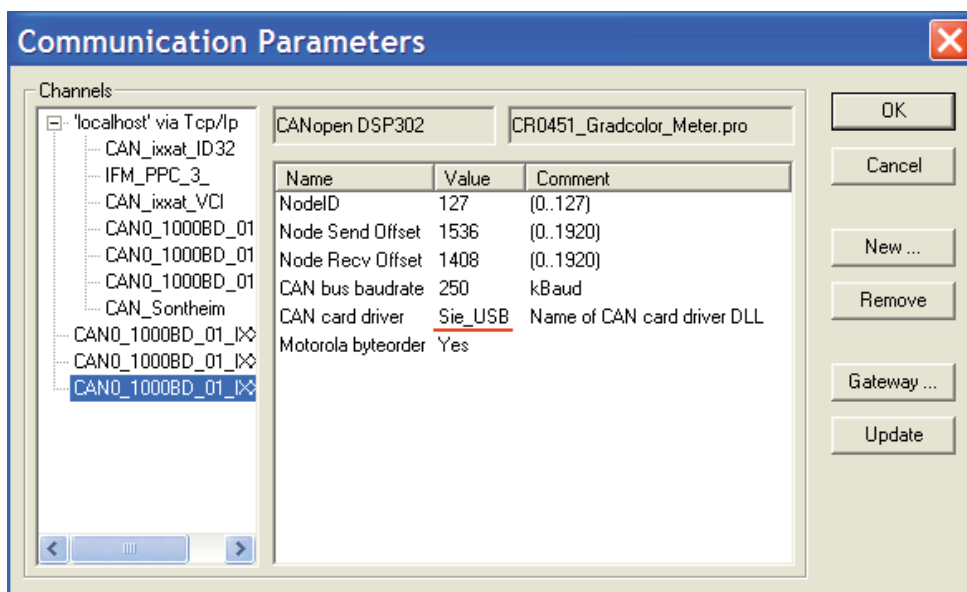 Communication Parameters
Channels
'localhost' via Tcp/Ip
CAN_ixxat_ID32
IFM_PPC_3_
CAN_ixxat_VCI
CAN0_1000BD_01
CAN0_1000BD_01
CAN0_1000BD_01
CAN_Sontheim
CAN0_1000BD_01_IX
CAN0_1000BD_01_IX
CAN0_1000BD_01_IX
CANopen DSP302 CR0451_Gradcolor_Meter.pro
Name Value Comment
NodeID 127 (0..127)
Node Send Offset 1536 (0..1920)
Node Recv Offset 1408 (0..1920)
CAN bus baudrate 250 kBaud
CAN card driver Sie_USB Name of CAN card driver DLL
Motorola byteorder Yes
OK
Cancel
New ...
Remove
Gateway ...
Update